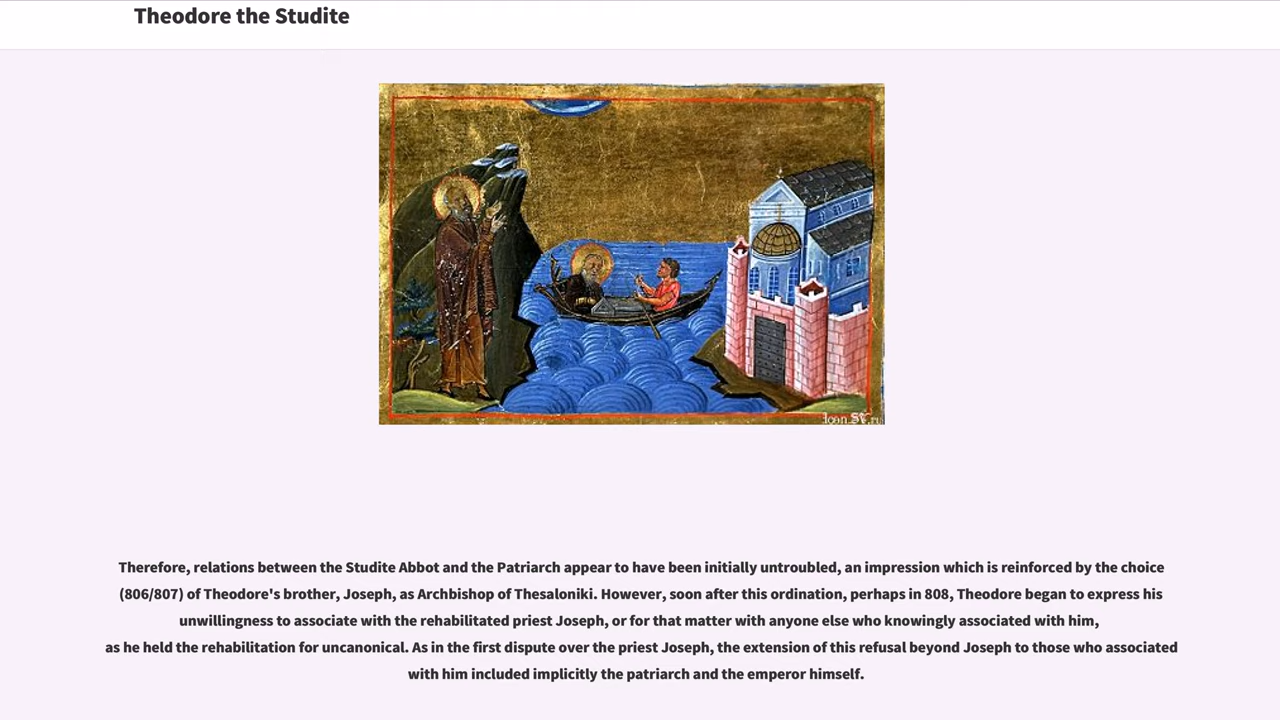 Theodore the Studite
Icon.SV.ru
Therefore, relations between the Studite Abbot and the Patriarch appear to have been initially untroubled, an impression which is reinforced by the choice
(806/807) of Theodore's brother, Joseph, as Archbishop of Thesaloniki. However, soon after this ordination, perhaps in 808, Theodore began to express his
unwillingness to associate with the rehabilitated priest Joseph, or for that matter with anyone else who knowingly associated with him,
as he held the rehabilitation for uncanonical. As in the first dispute over the priest Joseph, the extension of this refusal beyond Joseph to those who associated
with him included implicitly the patriarch and the emperor himself.